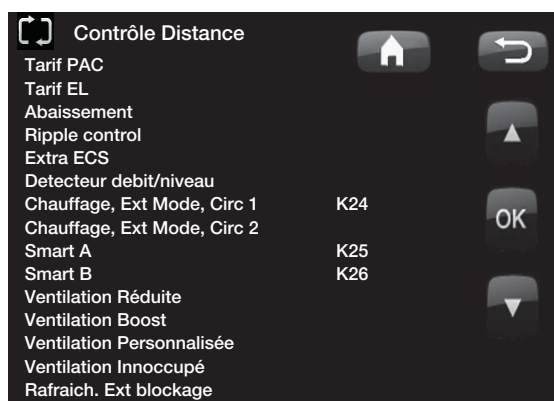 Contrôle Distance
Tarif PAC
Tarif EL
Abaissement
Ripple control
Extra ECS
Detecteur debit/niveau
Chauffage, Ext Mode, Circ 1 K24
Chauffage, Ext Mode, Circ 2
OK
Smart A K25
Smart B K26
Ventilation Réduite
Ventilation Boost
Ventilation Personnalisée
Ventilation Innoccupé
Rafraich. Ext blockage